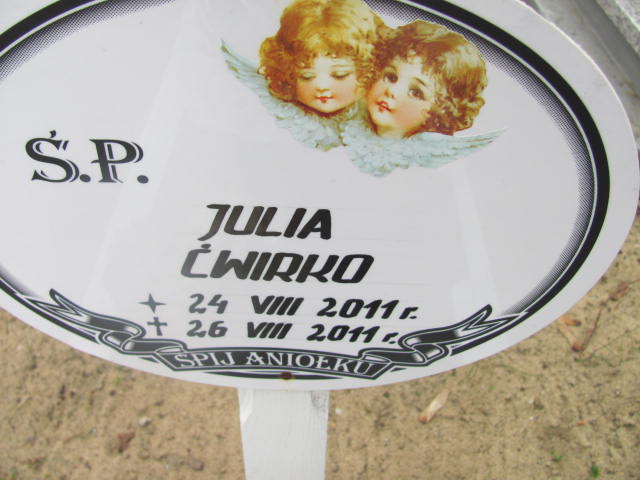 Ś.P.
JULIA
ĆWIRKO
24 VIII 2011 r.
✝ 26 VIII 2011 r.
ŚPIJ ANIOŁKU